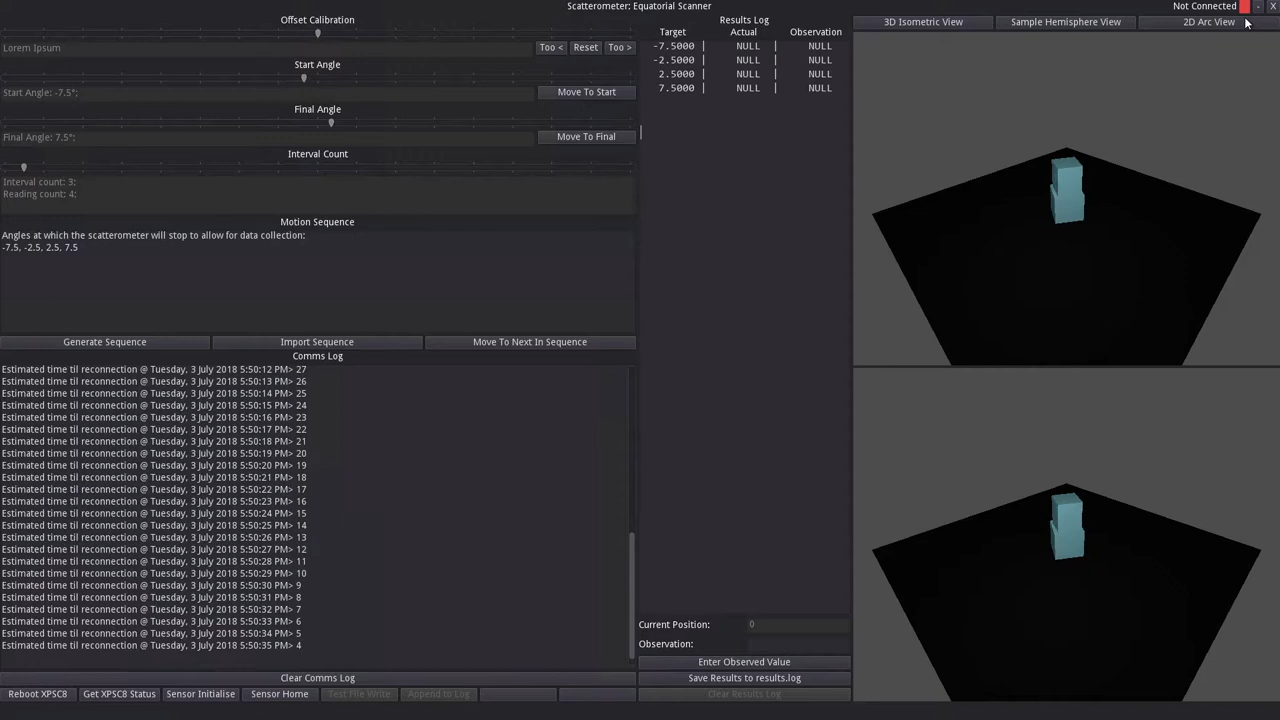 Scatterometer: Equatorial Scanner
Not Connected
-
X
Offset Calibration
Lorem Ipsum
Too <
Reset
Too >
Start Angle
Start Angle: -7.5°;
Move To Start
Final Angle
Final Angle: 7.5°;
Move To Final
Interval Count
Interval count: 3:
Reading count: 4;
Motion Sequence
Angles at which the scatterometer will stop to allow for data collection:
-7.5, -2.5, 2.5, 7.5
Generate Sequence
Import Sequence
Move To Next In Sequence
Comms Log
Estimated time til reconnection @ Tuesday, 3 July 2018 5:50:12 PM> 27
Estimated time til reconnection @ Tuesday, 3 July 2018 5:50:13 PM> 26
Estimated time til reconnection @ Tuesday, 3 July 2018 5:50:14 PM> 25
Estimated time til reconnection @ Tuesday, 3 July 2018 5:50:15 PM> 24
Estimated time til reconnection @ Tuesday, 3 July 2018 5:50:16 PM> 23
Estimated time til reconnection @ Tuesday, 3 July 2018 5:50:17 PM> 22
Estimated time til reconnection @ Tuesday, 3 July 2018 5:50:18 PM> 21
Estimated time til reconnection @ Tuesday, 3 July 2018 5:50:19 PM> 20
Estimated time til reconnection @ Tuesday, 3 July 2018 5:50:20 PM> 19
Estimated time til reconnection @ Tuesday, 3 July 2018 5:50:21 PM> 18
Estimated time til reconnection @ Tuesday, 3 July 2018 5:50:22 PM> 17
Estimated time til reconnection @ Tuesday, 3 July 2018 5:50:23 PM> 16
Estimated time til reconnection @ Tuesday, 3 July 2018 5:50:24 PM> 15
Estimated time til reconnection @ Tuesday, 3 July 2018 5:50:25 PM> 14
Estimated time til reconnection @ Tuesday, 3 July 2018 5:50:26 PM> 13
Estimated time til reconnection @ Tuesday, 3 July 2018 5:50:27 PM> 12
Estimated time til reconnection @ Tuesday, 3 July 2018 5:50:28 PM> 11
Estimated time til reconnection @ Tuesday, 3 July 2018 5:50:29 PM> 10
Estimated time til reconnection @ Tuesday, 3 July 2018 5:50:30 PM> 9
Estimated time til reconnection @ Tuesday, 3 July 2018 5:50:31 PM> 8
Estimated time til reconnection @ Tuesday, 3 July 2018 5:50:32 PM> 7
Estimated time til reconnection @ Tuesday, 3 July 2018 5:50:33 PM> 6
Estimated time til reconnection @ Tuesday, 3 July 2018 5:50:34 PM> 5
Estimated time til reconnection @ Tuesday, 3 July 2018 5:50:35 PM> 4
Clear Comms Log
Reboot XPSC8
Get XPSC8 Status
Sensor Initialise
Sensor Home
Test File Write
Append to Log
Results Log
Target Actual Observation
-7.5000 | NULL | NULL
-2.5000 | NULL | NULL
2.5000 | NULL | NULL
7.5000 | NULL | NULL
Current Position: 0
Observation:
Enter Observed Value
Save Results to results.log
Clear Results Log
3D Isometric View
Sample Hemisphere View
2D Arc View